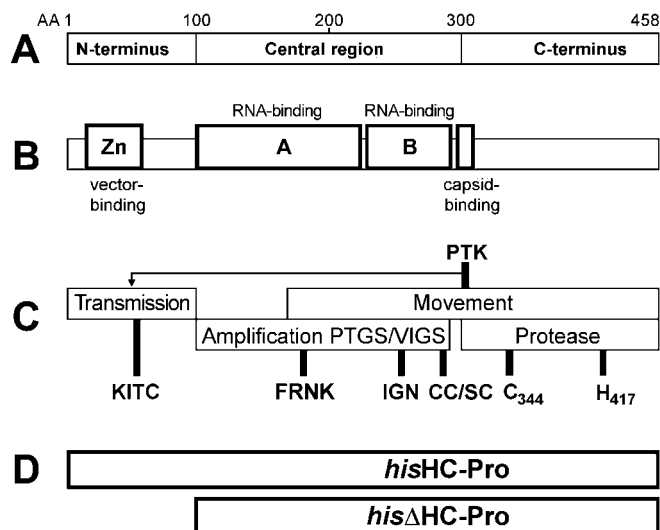 AA 1 100 200 300 458
A N-terminus Central region C-terminus
RNA-binding RNA-binding
B Zn A B
vector-binding capsid-binding
PTK
C Transmission Movement
Amplification PTGS/VIGS Protease
KITC FRNK IGN CC/SC C344 H417
D hisHC-Pro
hisΔHC-Pro